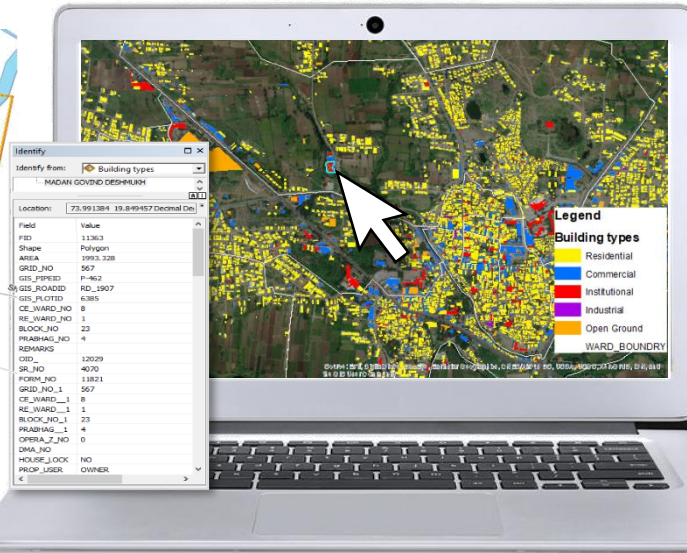 Identify
Identify from: Building types
MADAN GOVIND DESHMUKH
Location: 73.991384 19.849457 Decimal De
Field Value
FID 11363
Shape Polygon
AREA 1993.328
GRID_NO 567
GIS_PIPEID P-462
GIS_ROADID RD_1907
GIS_PLOTID 6385
CE_WARD_NO 8
RE_WARD_NO 1
BLOCK_NO 23
PRABHAG_NO 4
REMARKS
OID_ 12029
SR_NO 4070
FORM_NO 11821
GRID_NO_1 567
CE_WARD__1 8
RE_WARD__1 1
BLOCK_NO_1 23
PRABHAG__1 4
OPERA_Z_NO 0
DMA_NO
HOUSE_LOCK NO
PROP_USER OWNER
Legend
Building types
Residential
Commercial
Institutional
Industrial
Open Ground
WARD_BOUNDRY